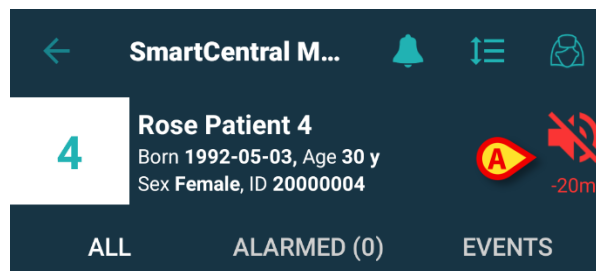 SmartCentral M...
4
Rose Patient 4
Born 1992-05-03, Age 30 y
Sex Female, ID 20000004
A
-20m
ALL ALARMED (0) EVENTS